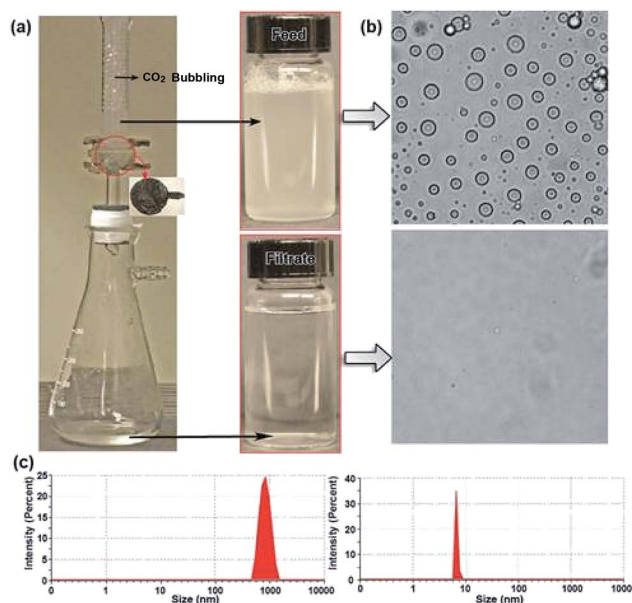 (a)
(b)
CO₂ Bubbling
Feed
Filtrate
(c)
Intensity (Percent)
25
20
15
10
5
0
0 1 10 100 1000 10000
Size (nm)
Intensity (Percent)
40
30
20
10
0
0 1 10 100 1000 10000
Size (nm)